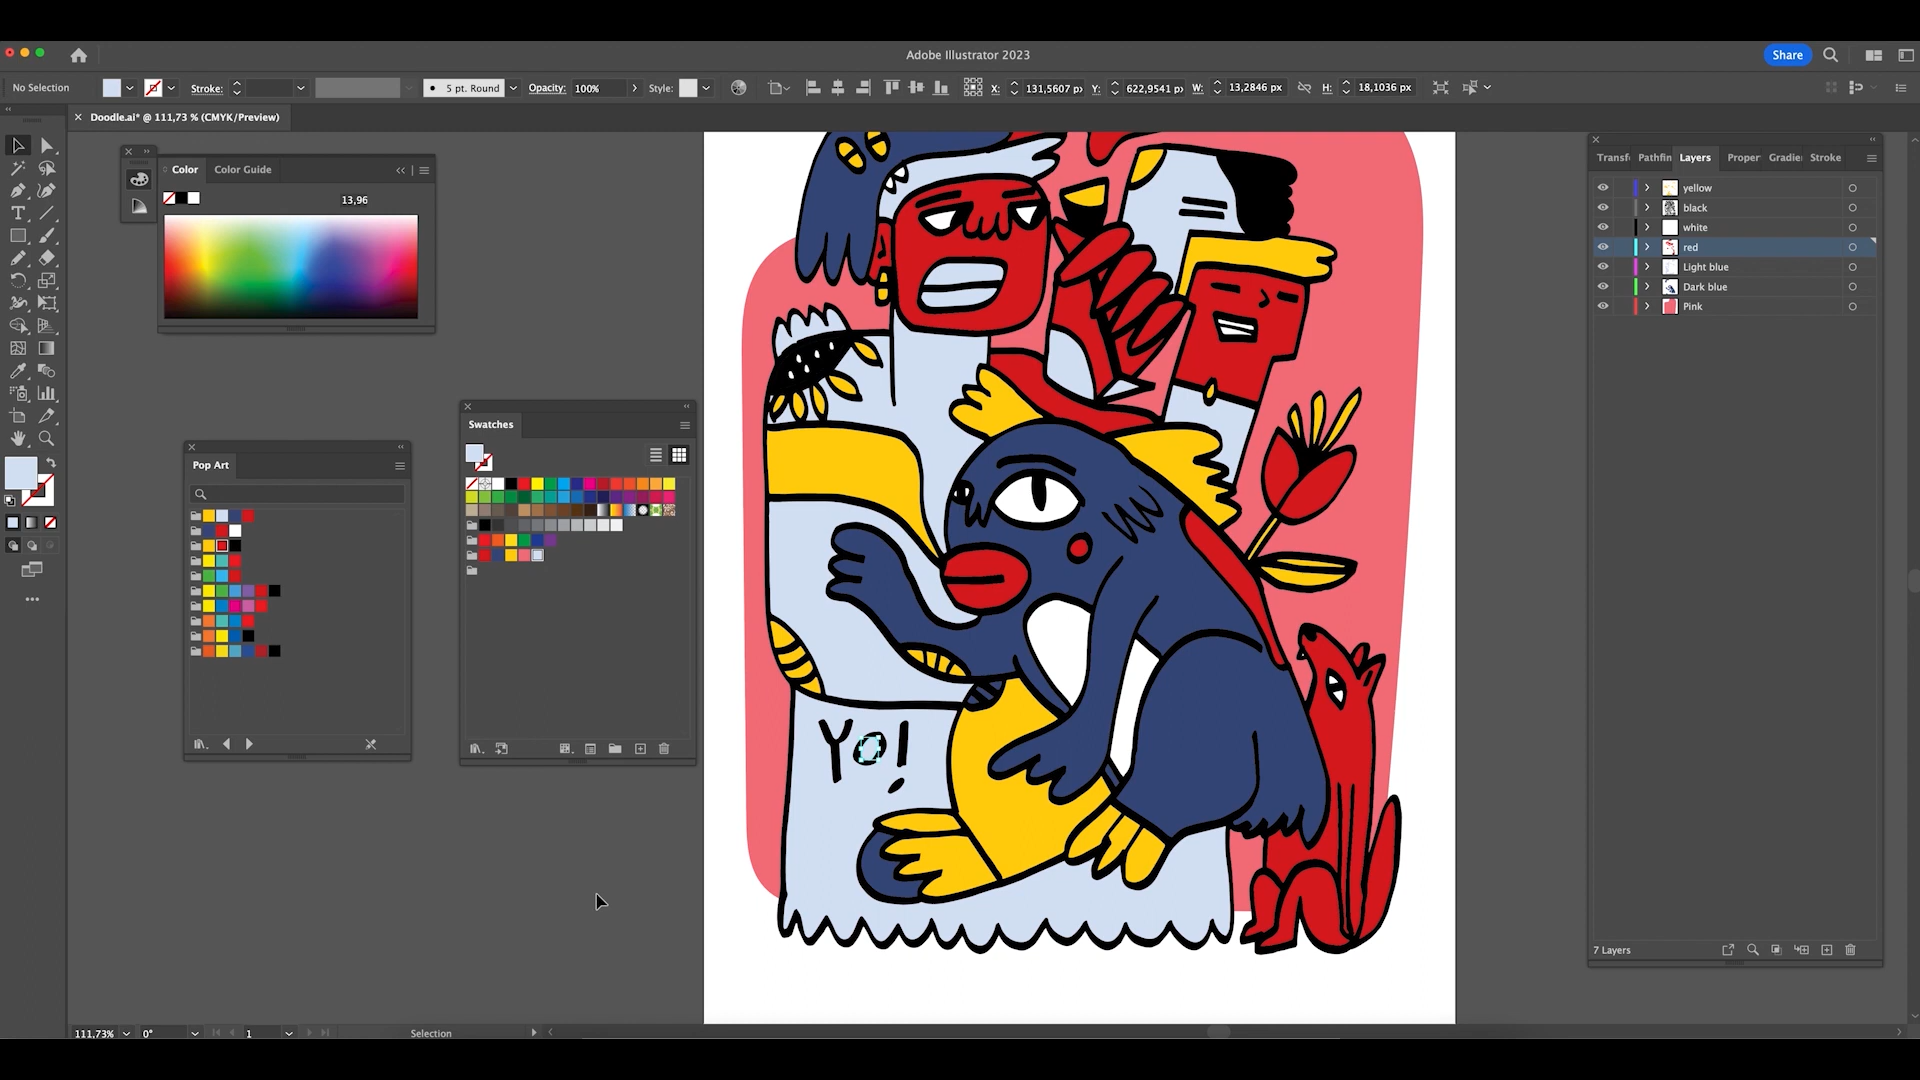 Adobe Illustrator 2023
Share
No Selection
Stroke:
5 pt. Round
Opacity:
100%
Style:
X:
131,5607 p
Y:
622,9541 p
W:
13,2846 px
H:
18,1036 px
Doodle.ai* @ 111,73 % (CMYK/Preview)
Color
Color Guide
13,96
Pop Art
Swatches
YO!
Transf
Pathfin
Layers
Proper
Gradie
Stroke
yellow
black
white
red
Light blue
Dark blue
Pink
7 Layers
111,73%
0°
1
Selection